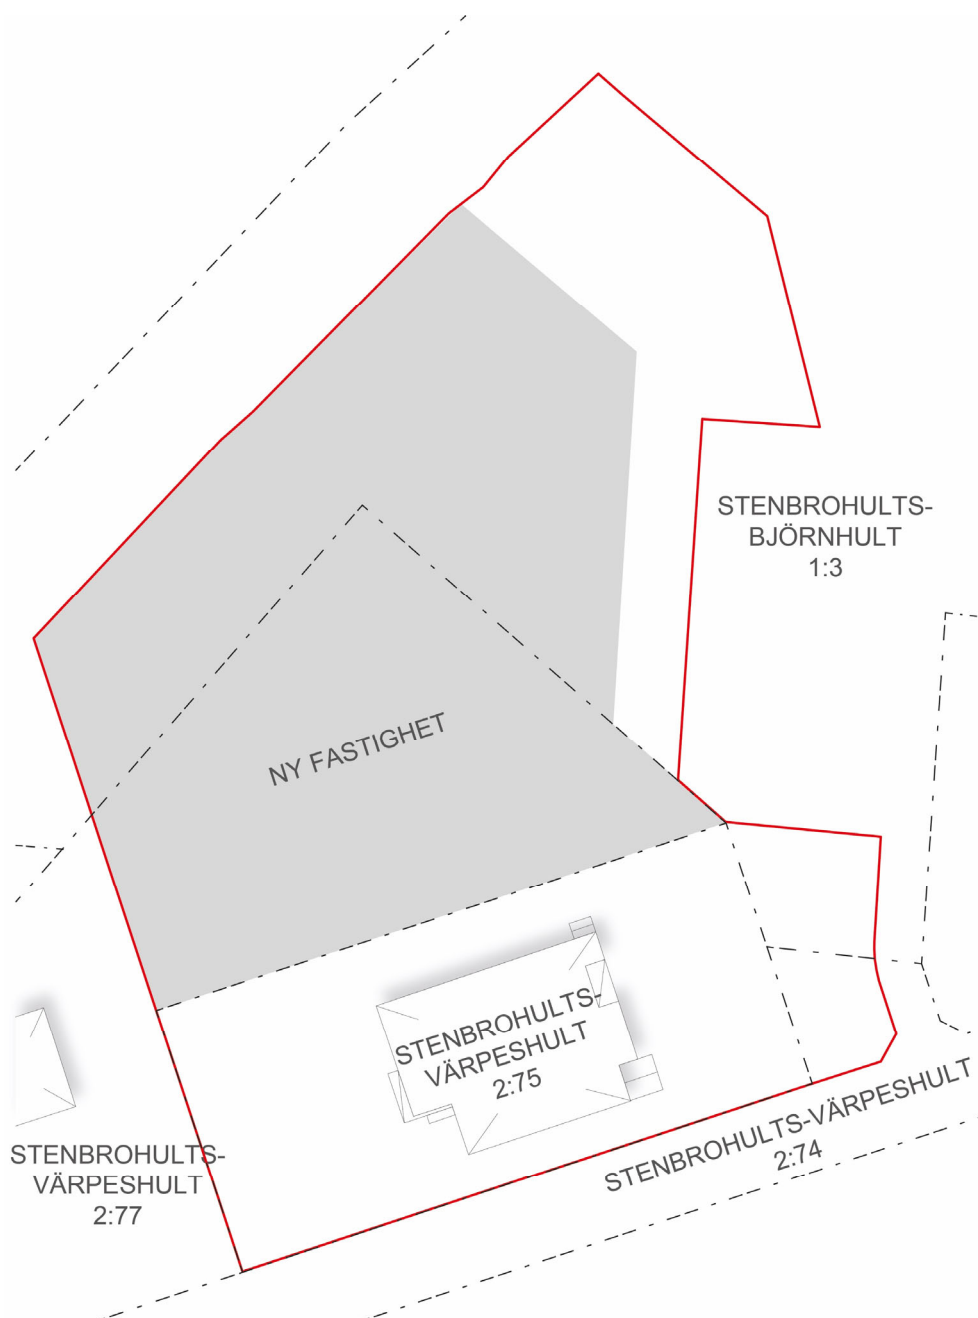 STENBROHULTS-
BJÖRNHULT
1:3
NY FASTIGHET
STENBROHULTS-
VÄRPESHULT
2:75
STENBROHULTS-VÄRPESHULT
2:74
STENBROHULTS-
VÄRPESHULT
2:77